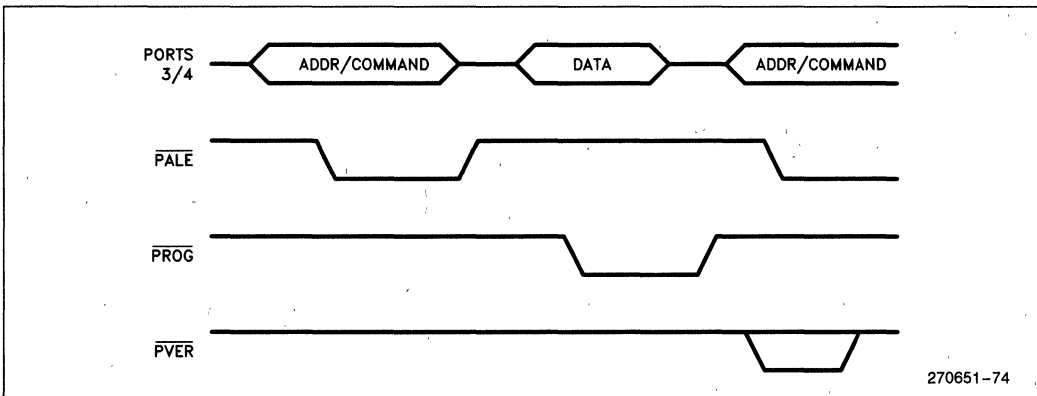 PORTS
3/4
ADDR/COMMAND DATA ADDR/COMMAND
PALE
PROG
PVER
270651-74